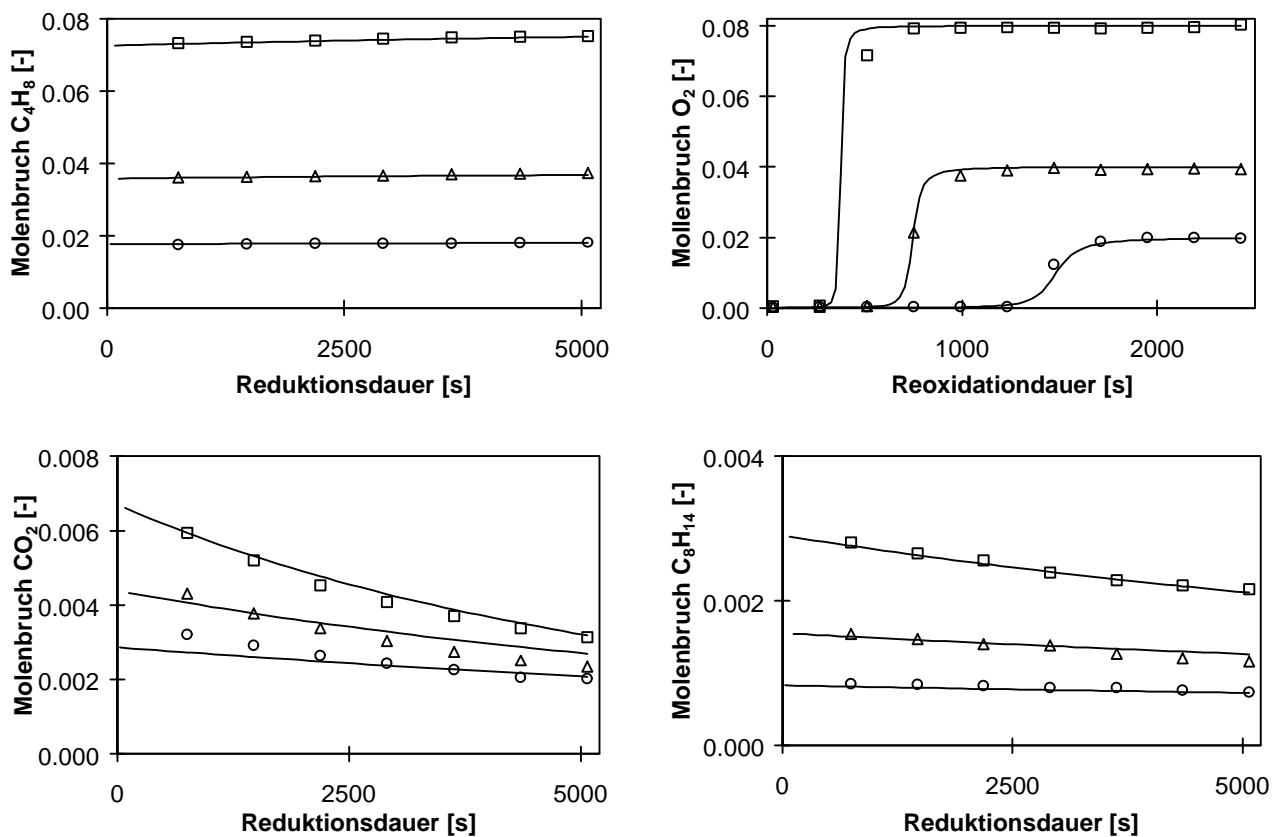 0.08
0.06
0.04
0.02
0.00
Molenbruch C₄H₈ [-]
0 2500 5000
Reduktionsdauer [s]
0.08
0.06
0.04
0.02
0.00
Mollenbruch O₂ [-]
0 1000 2000
Reoxidationdauer [s]
0.008
0.006
0.004
0.002
0.000
Molenbruch CO₂ [-]
0 2500 5000
Reduktionsdauer [s]
0.004
0.002
0.000
Molenbruch C₈H₁₄ [-]
0 2500 5000
Reduktionsdauer [s]